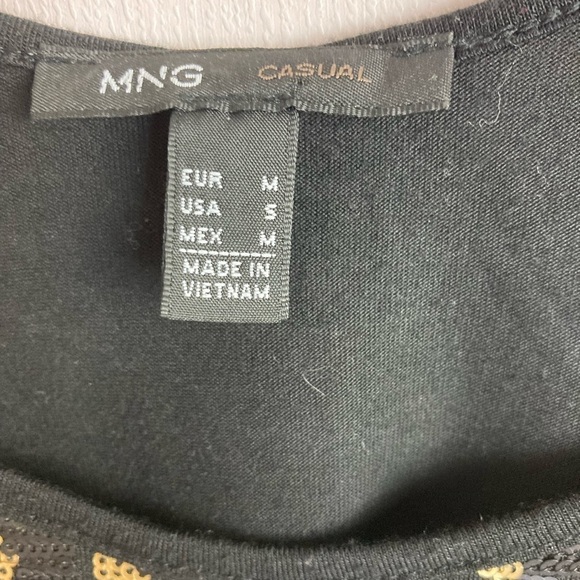 MNG CASUAL
EUR M
USA S
MEX M
MADE IN
VIETNAM